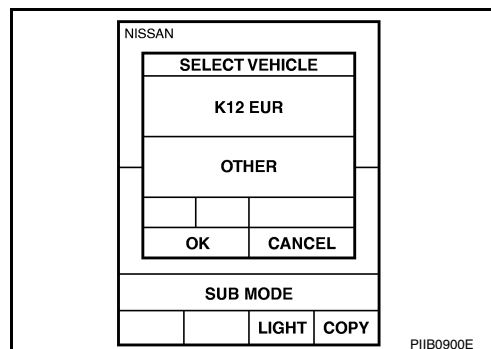 NISSAN
SELECT VEHICLE
K12 EUR
OTHER
OK CANCEL
SUB MODE
LIGHT COPY
PIIB0900E